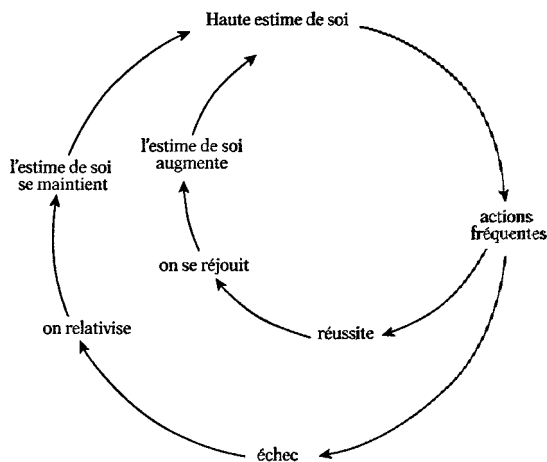 Haute estime de soi
l'estime de soi
augmente
l'estime de soi
se maintient
actions
fréquentes
on se réjouit
on relativise
réussite
échec